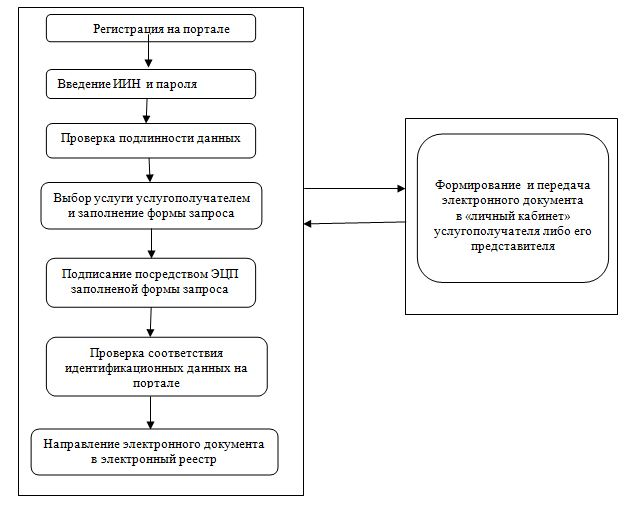 Регистрация на портале
Введение ИИН и пароля
Проверка подлинности данных
Выбор услуги услугополучателем
и заполнение формы запроса
Подписание посредством ЭЦП
заполненой формы запроса
Проверка соответствия
идентификационных данных на
портале
Направление электронного документа
в электронный реестр
Формирование и передача
электронного документа
в «личный кабинет»
услугополучателя либо его
представителя